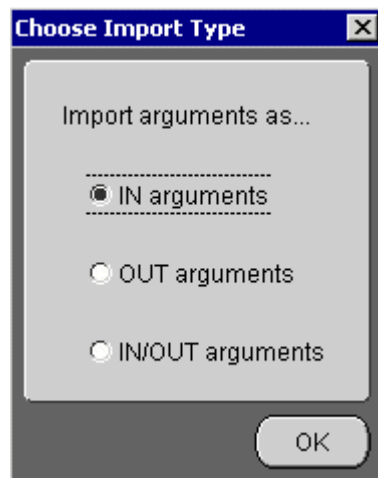 Choose Import Type
Import arguments as...
IN arguments
OUT arguments
IN/OUT arguments
OK